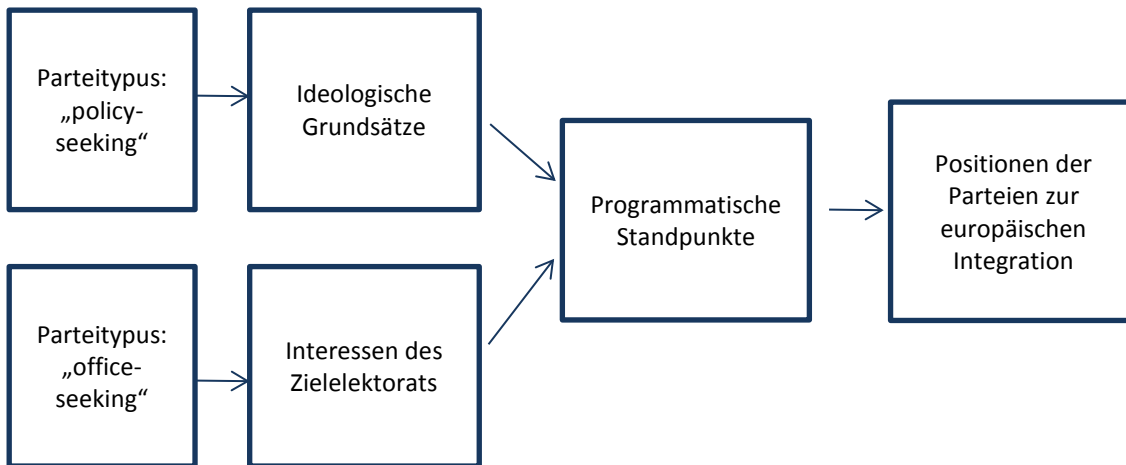 Parteitypus:
„policy-
seeking“
Ideologische
Grundsätze
Programmatische
Standpunkte
Positionen der
Parteien zur
europäischen
Integration
Parteitypus:
„office-
seeking“
Interessen des
Zielelektorats